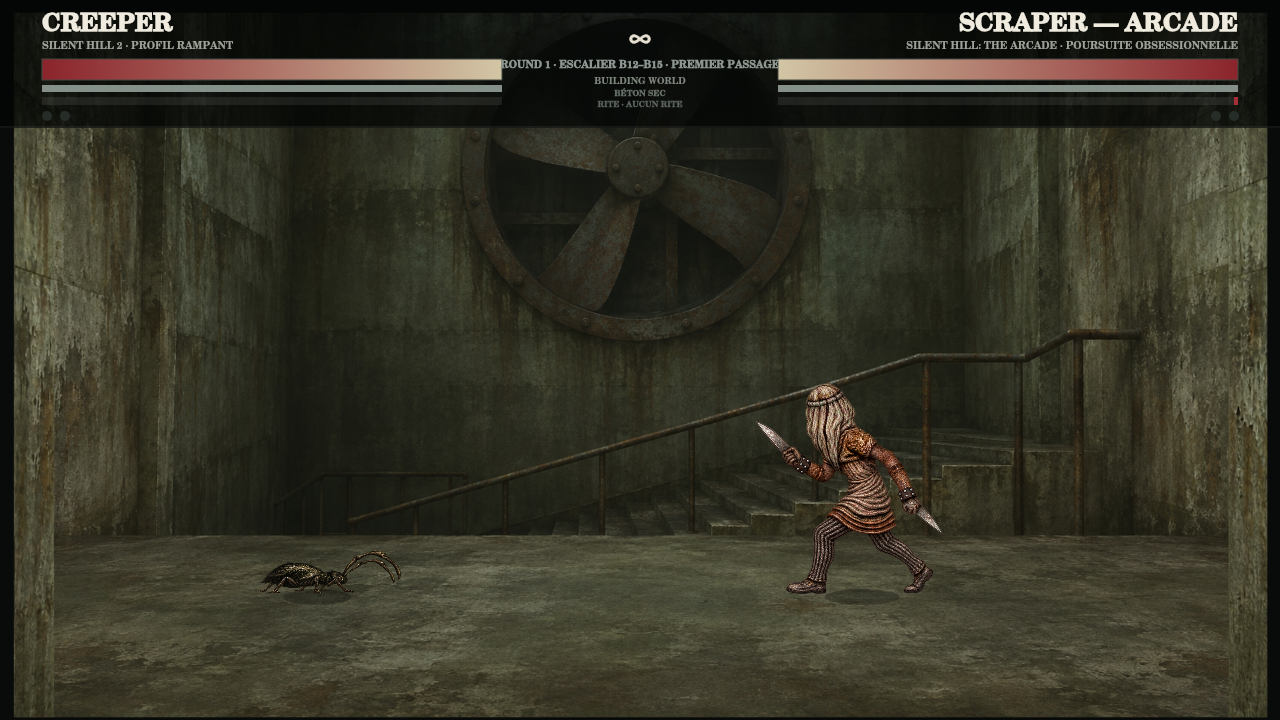 CREEPER
SILENT HILL 2 · PROFIL RAMPANT
∞
ROUND 1 · ESCALIER B12–B15 · PREMIER PASSAGE
BUILDING WORLD
BÉTON SEC
RITE · AUCUN RITE
SCRAPER — ARCADE
SILENT HILL: THE ARCADE · POURSUITE OBSESSIONNELLE